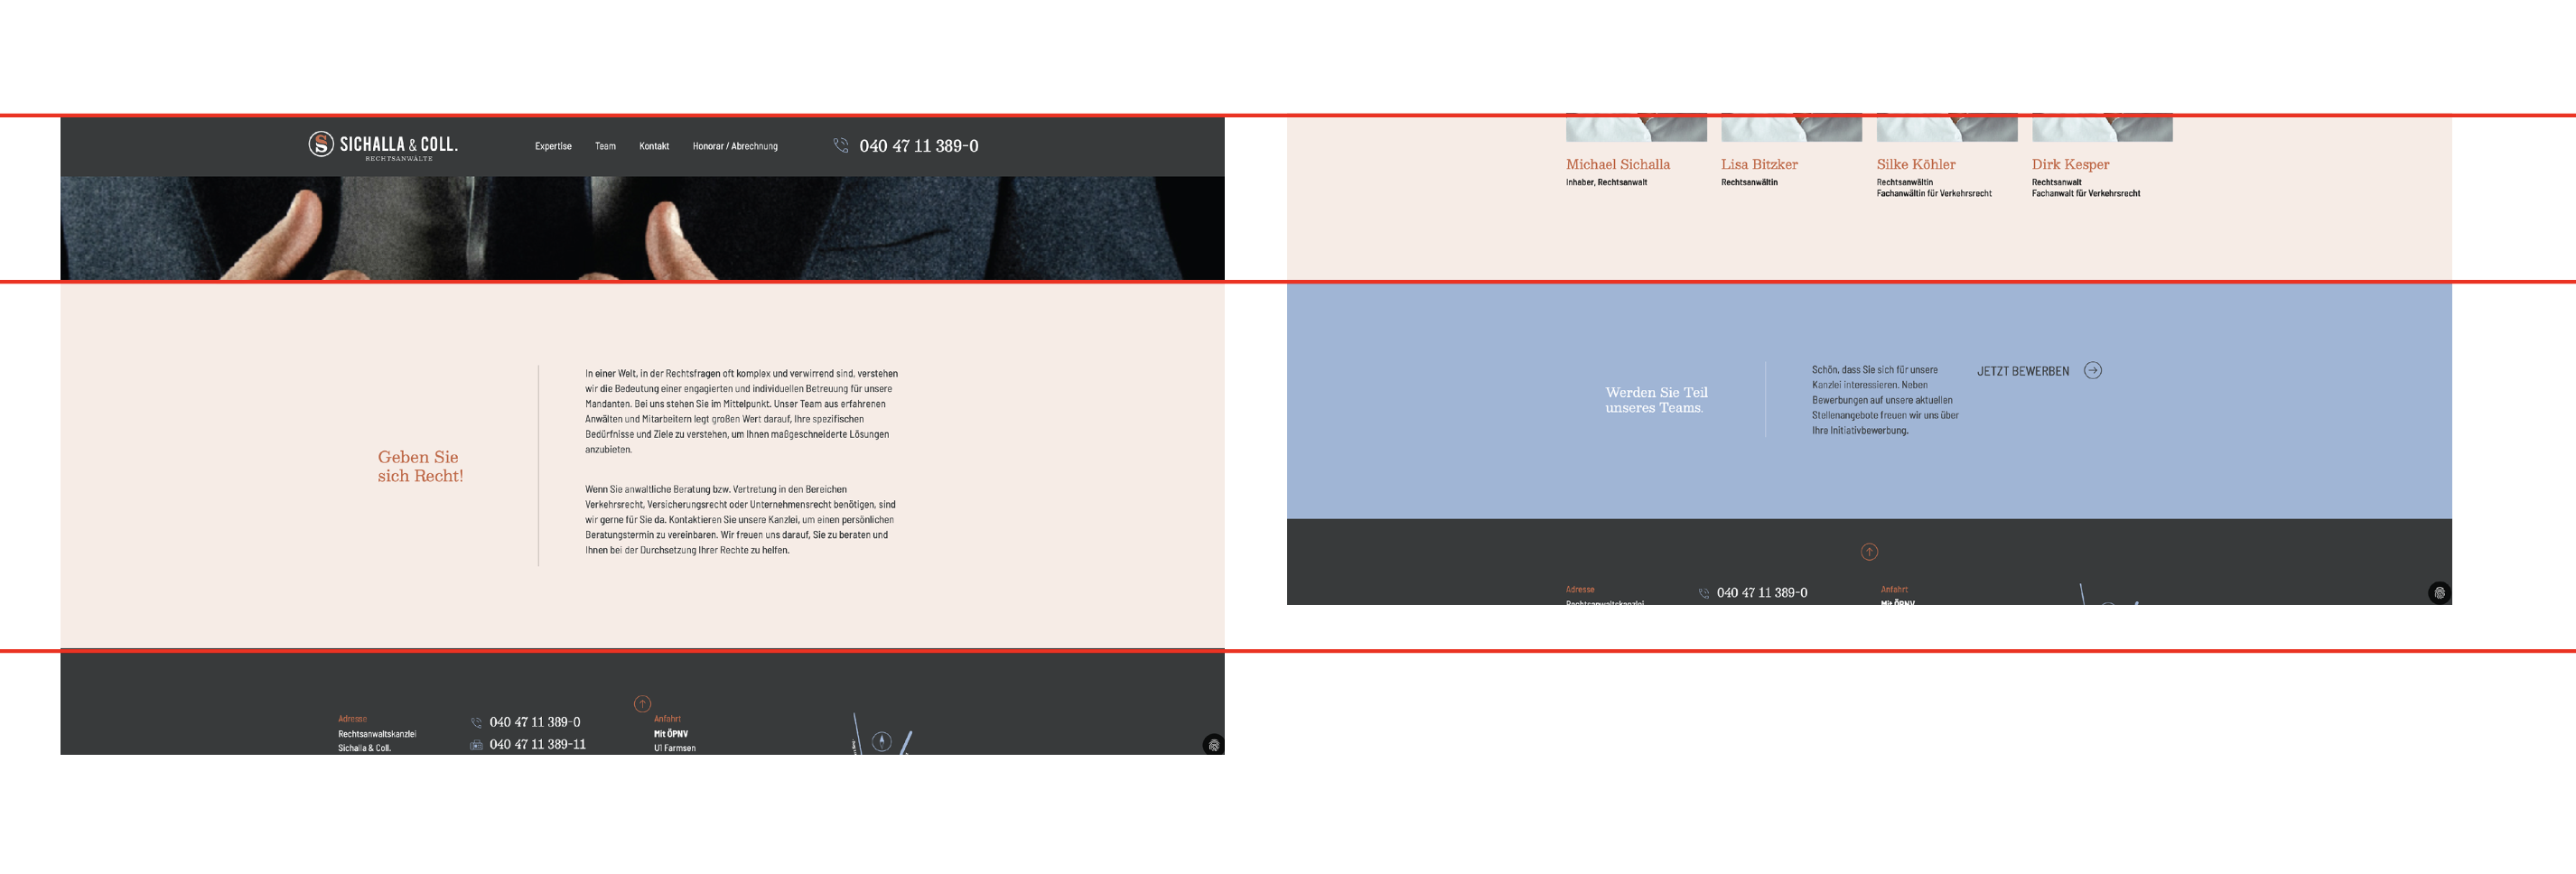 SICHALLA & COLL.
RECHTSANWÄLTE
Expertise
Team
Kontakt
Honorar / Abrechnung
040 47 11 389-0
Geben Sie
sich Recht!
In einer Welt, in der Rechtsfragen oft komplex und verwirrend sind, verstehen
wir die Bedeutung einer engagierten und individuellen Betreuung für unsere
Mandanten. Bei uns stehen Sie im Mittelpunkt. Unser Team aus erfahrenen
Anwälten und Mitarbeitern legt großen Wert darauf, Ihre spezifischen
Bedürfnisse und Ziele zu verstehen, um Ihnen maßgeschneiderte Lösungen
anzubieten.
Wenn Sie anwaltliche Beratung bzw. Vertretung in den Bereichen
Verkehrsrecht, Versicherungsrecht oder Unternehmensrecht benötigen, sind
wir gerne für Sie da. Kontaktieren Sie unsere Kanzlei, um einen persönlichen
Beratungstermin zu vereinbaren. Wir freuen uns darauf, Sie zu beraten und
Ihnen bei der Durchsetzung Ihrer Rechte zu helfen.
Adresse
Rechtsanwaltskanzlei
Sichalla & Coll.
040 47 11 389-0
040 47 11 389-11
Anfahrt
Mit ÖPNV
U1 Farmsen
Michael Sichalla
Inhaber, Rechtsanwalt
Lisa Bitzker
Rechtsanwältin
Silke Köhler
Rechtsanwältin
Fachanwältin für Verkehrsrecht
Dirk Kesper
Rechtsanwalt
Fachanwalt für Verkehrsrecht
Werden Sie Teil
unseres Teams.
Schön, dass Sie sich für unsere
Kanzlei interessieren. Neben
Bewerbungen auf unsere aktuellen
Stellenangebote freuen wir uns über
Ihre Initiativbewerbung.
JETZT BEWERBEN
Adresse
Rechtsanwaltskanzlei
040 47 11 389-0
Anfahrt
Mit ÖPNV